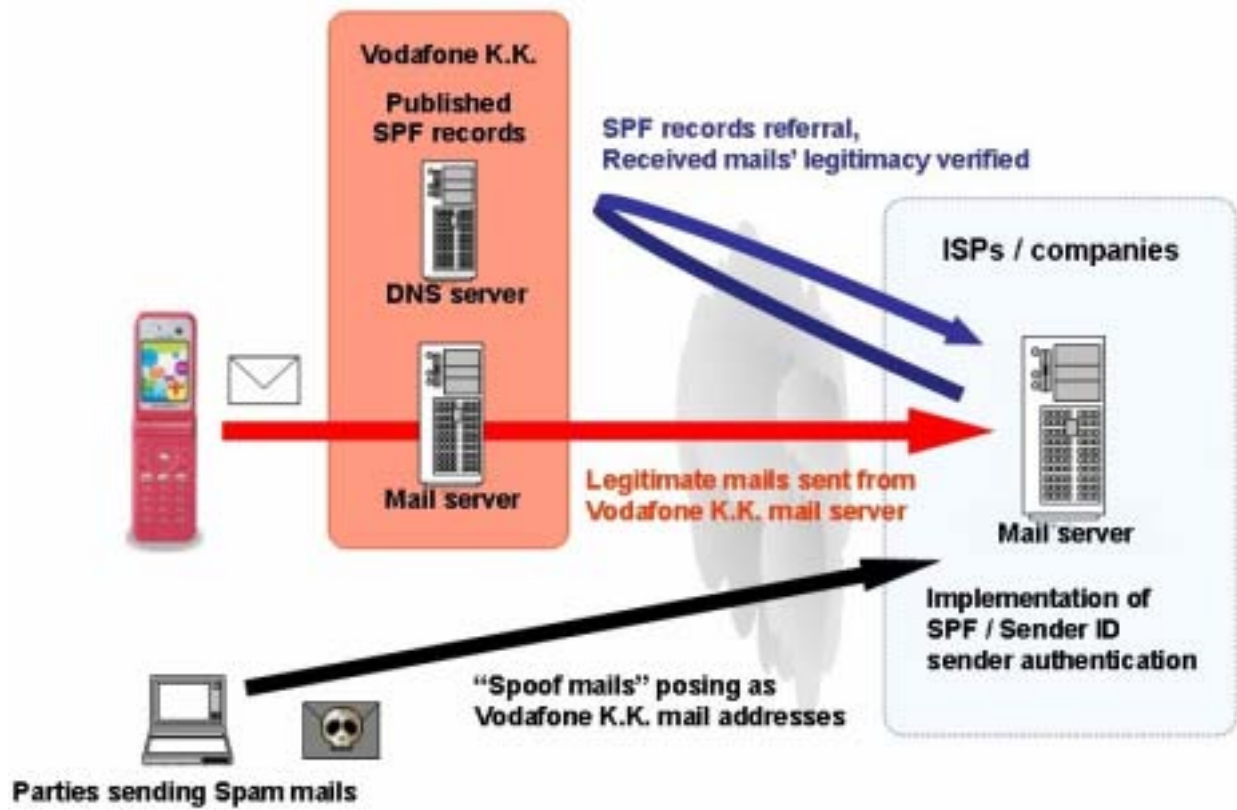 Vodafone K.K.
Published
SPF records
DNS server
Mail server
SPF records referral,
Received mails' legitimacy verified
ISPs / companies
Mail server
Implementation of
SPF / Sender ID
sender authentication
Legitimate mails sent from
Vodafone K.K. mail server
“Spoof mails” posing as
Vodafone K.K. mail addresses
Parties sending Spam mails